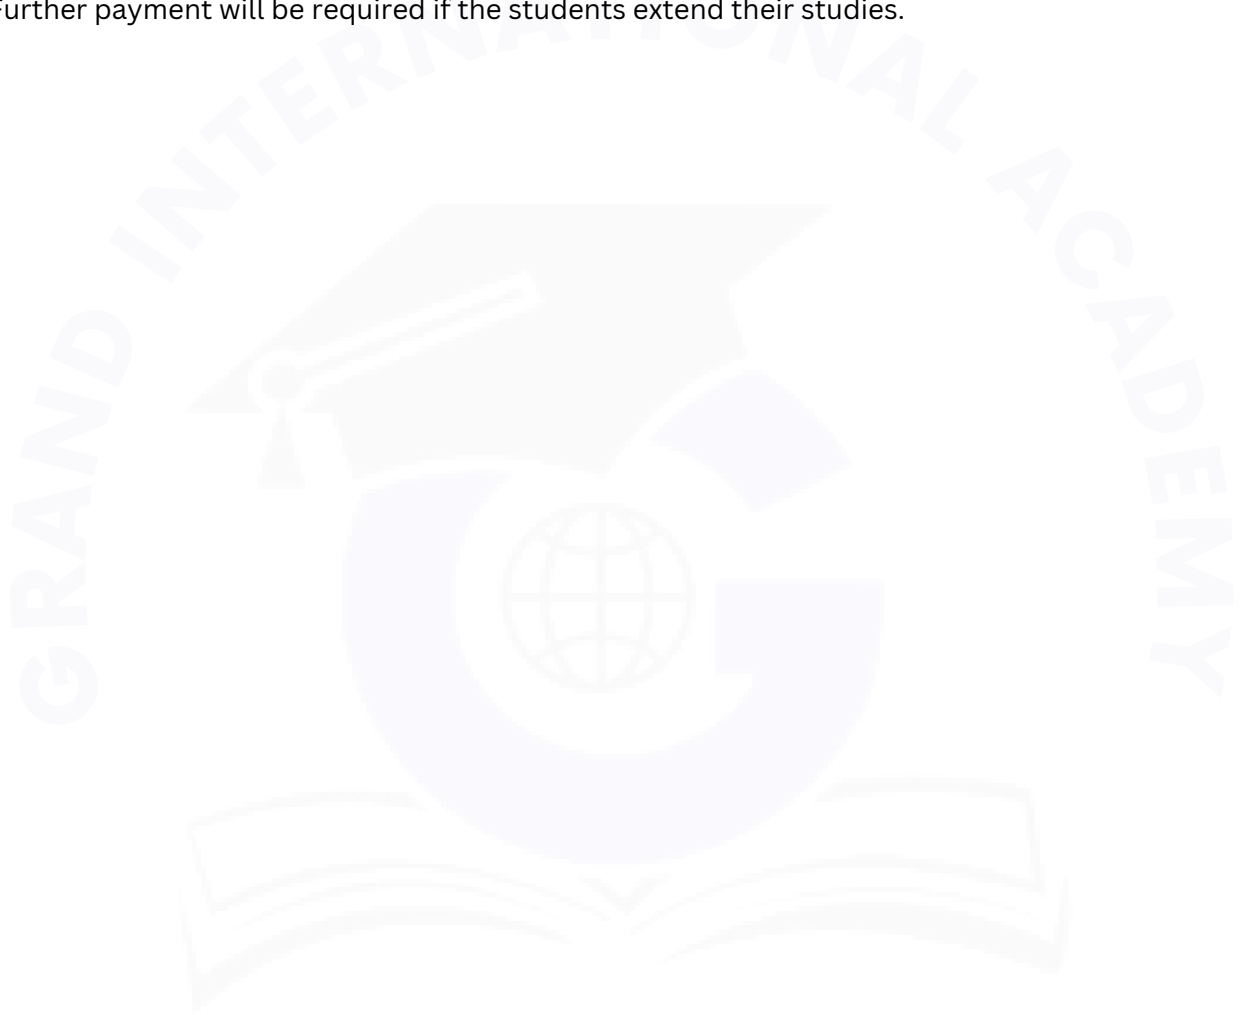 Further payment will be required if the students extend their studies.
GRAND INTERNATIONAL ACADEMY